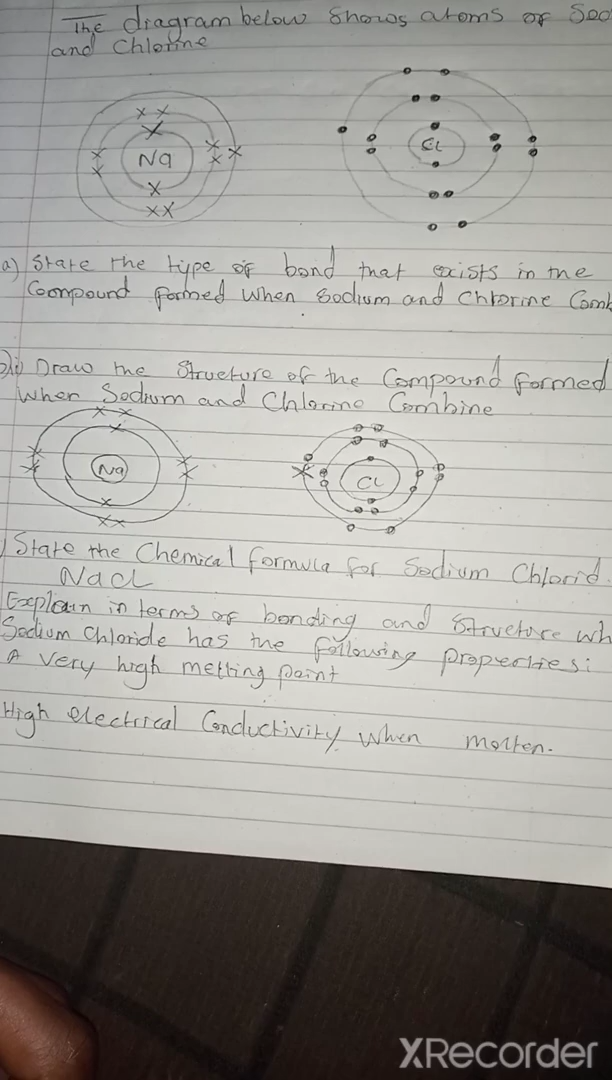 The diagram below shows atoms of
and Chlorine
Na
CL
a) State the type of bond that exists in the
Compound formed when Sodium and Chlorine
i) Draw the Structure of the Compound formed
When Sodium and Chlorine Combine
Na
CL
State the Chemical formula for Sodium Chlorid
NaCL
Explain in terms of bonding and Structure
Sodium Chloride has the following properties:
A very high melting point
High electrical Conductivity when molten.
XRecorder